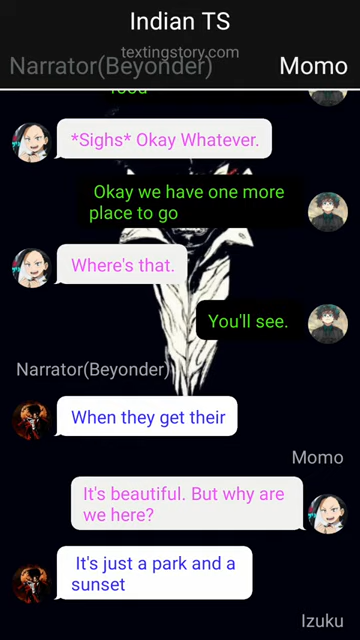 Indian TS
textingstory.com
Narrator(Beyonder)
Momo
food
*Sighs* Okay Whatever.
Okay we have one more
place to go
Where's that.
You'll see.
Narrator(Beyonder)
When they get their
Momo
It's beautiful. But why are
we here?
It's just a park and a
sunset
Izuku